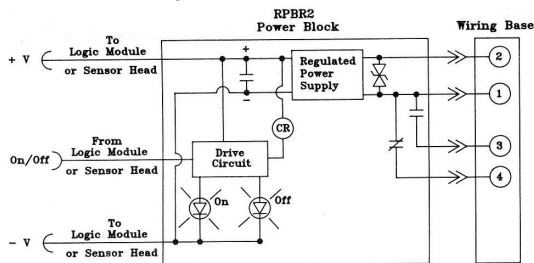 RPBR2
Power Block
Wiring Base
To
+ V Logic Module
or Sensor Head
+
Regulated
Power
Supply
2
−
1
CR
From
On/Off Logic Module
or Sensor Head
Drive
Circuit
3
4
On
Off
To
− V Logic Module
or Sensor Head